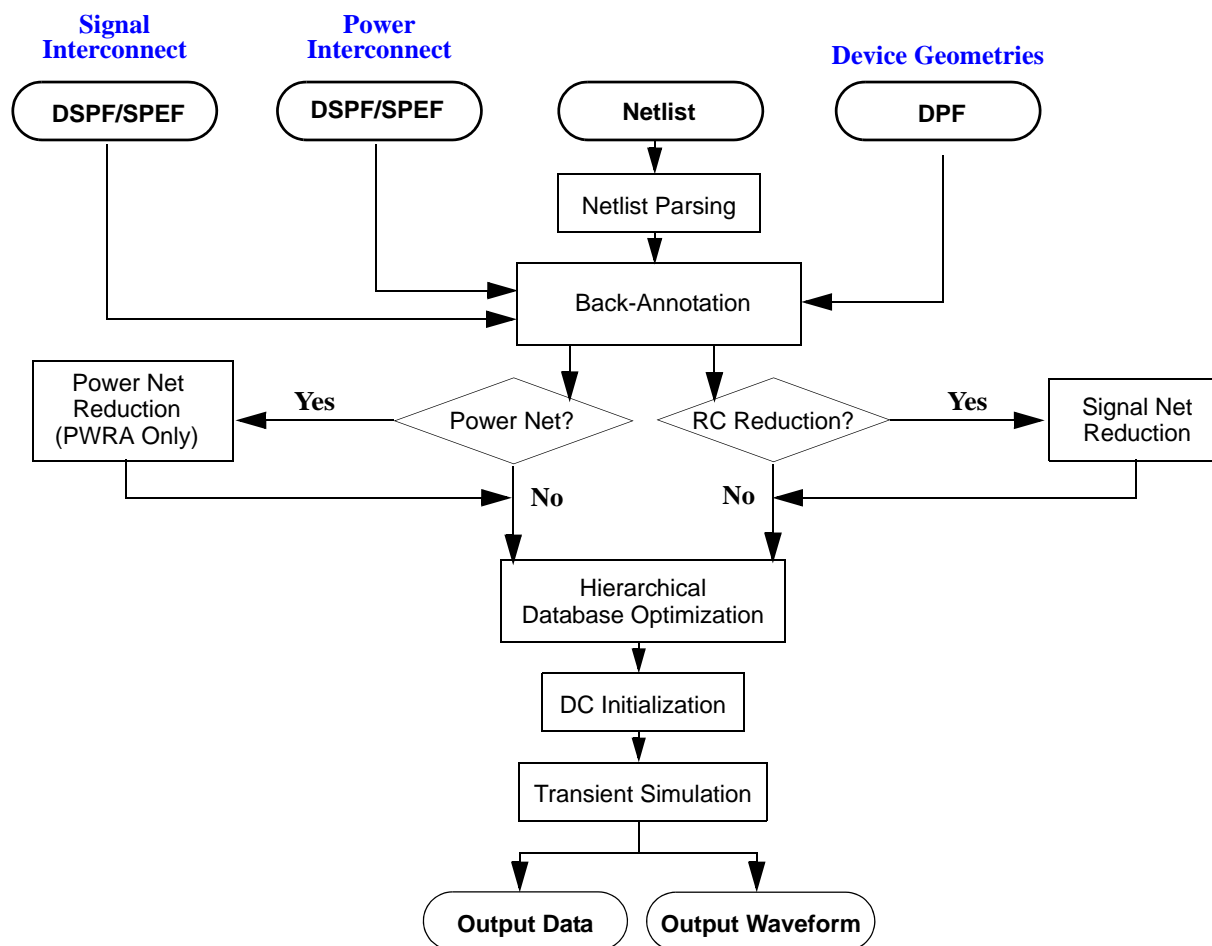 Signal
Interconnect
Power
Interconnect
Device Geometries
DSPF/SPEF
DSPF/SPEF
Netlist
DPF
Netlist Parsing
Back-Annotation
Power Net
Reduction
(PWRA Only)
Yes
Power Net?
RC Reduction?
Yes
Signal Net
Reduction
No
No
Hierarchical
Database Optimization
DC Initialization
Transient Simulation
Output Data
Output Waveform